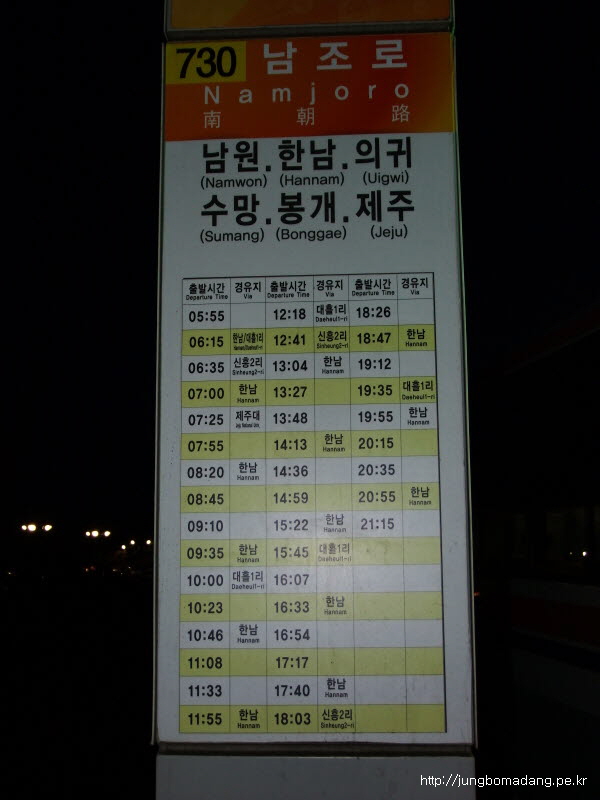 730 남조로
Namjoro
南朝路
남원.한남.의귀
(Namwon) (Hannam) (Uigwi)
수망.봉개.제주
(Sumang) (Bonggae) (Jeju)
출발시간 경유지 출발시간 경유지 출발시간 경유지
Departure Time Via Departure Time Via Departure Time Via
05:55 12:18 대흘1리 18:26
Daeheul1-ri
06:15 한남/대흘1리 12:41 신흥2리 18:47 한남
Sinheung2-ri Hannam
06:35 신흥2리 13:04 한남 19:12
Sinheung2-ri Hannam
07:00 한남 13:27 19:35 대흘1리
Hannam Daeheul1-ri
07:25 제주대 13:48 19:55 한남
Hannam
07:55 14:13 한남 20:15
Hannam
08:20 한남 14:36 20:35
Hannam
08:45 14:59 20:55 한남
Hannam
09:10 15:22 한남 21:15
Hannam
09:35 한남 15:45 대흘1리
Hannam Daeheul1-ri
10:00 대흘1리 16:07
Daeheul1-ri
10:23 16:33 한남
Hannam
10:46 한남 16:54
Hannam
11:08 17:17
11:33 17:40 한남
Hannam
11:55 한남 18:03 신흥2리
Hannam Sinheung2-ri
http://jungbomadang.pe.kr